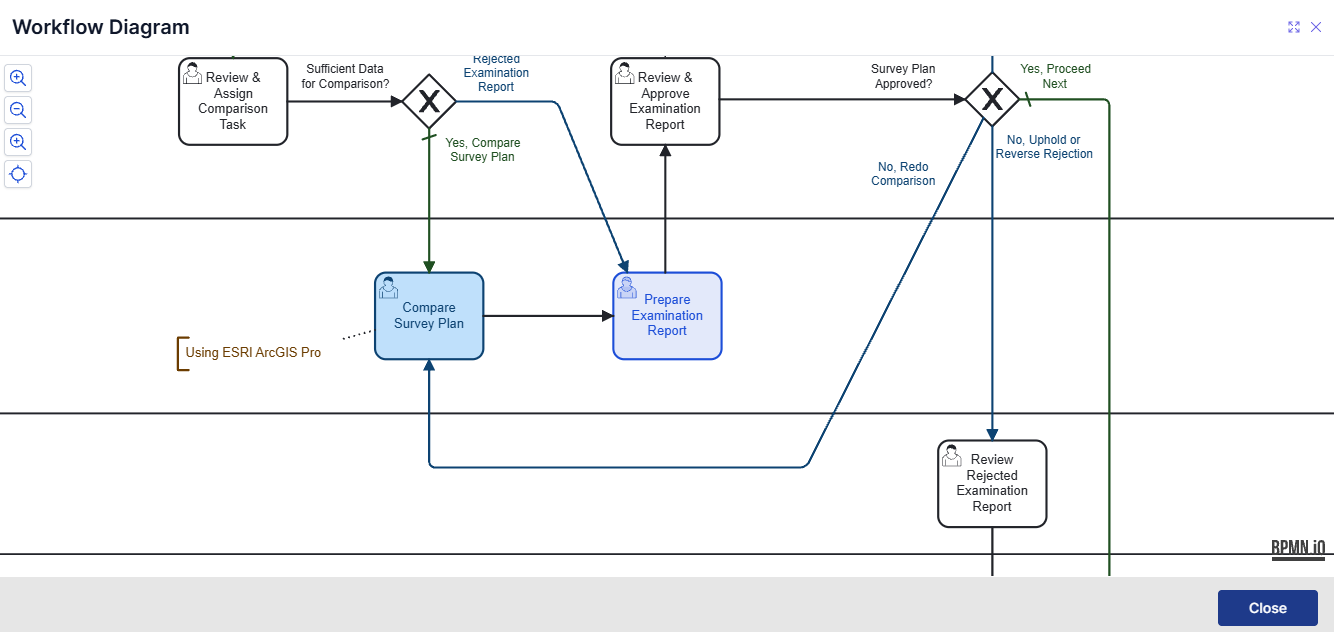 Workflow Diagram
Review &
Assign
Comparison
Task
Sufficient Data
for Comparison?
Rejected
Examination
Report
Yes, Compare
Survey Plan
Review &
Approve
Examination
Report
Survey Plan
Approved?
Yes, Proceed
Next
No, Uphold or
Reverse Rejection
No, Redo
Comparison
Compare
Survey Plan
Prepare
Examination
Report
Using ESRI ArcGIS Pro
Review
Rejected
Examination
Report
BPMN.iO
Close